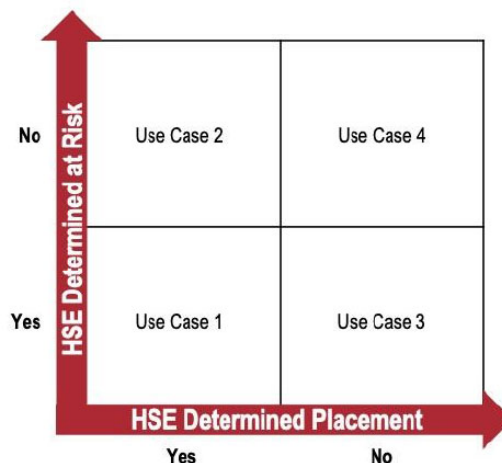 HSE Determined at Risk
No
Use Case 2
Use Case 4
Yes
Use Case 1
Use Case 3
HSE Determined Placement
Yes
No